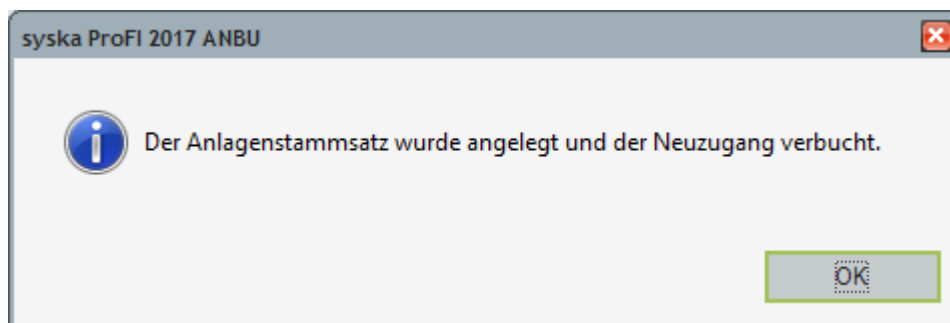 syska ProFI 2017 ANBU
Der Anlagenstammsatz wurde angelegt und der Neuzugang verbucht.
OK